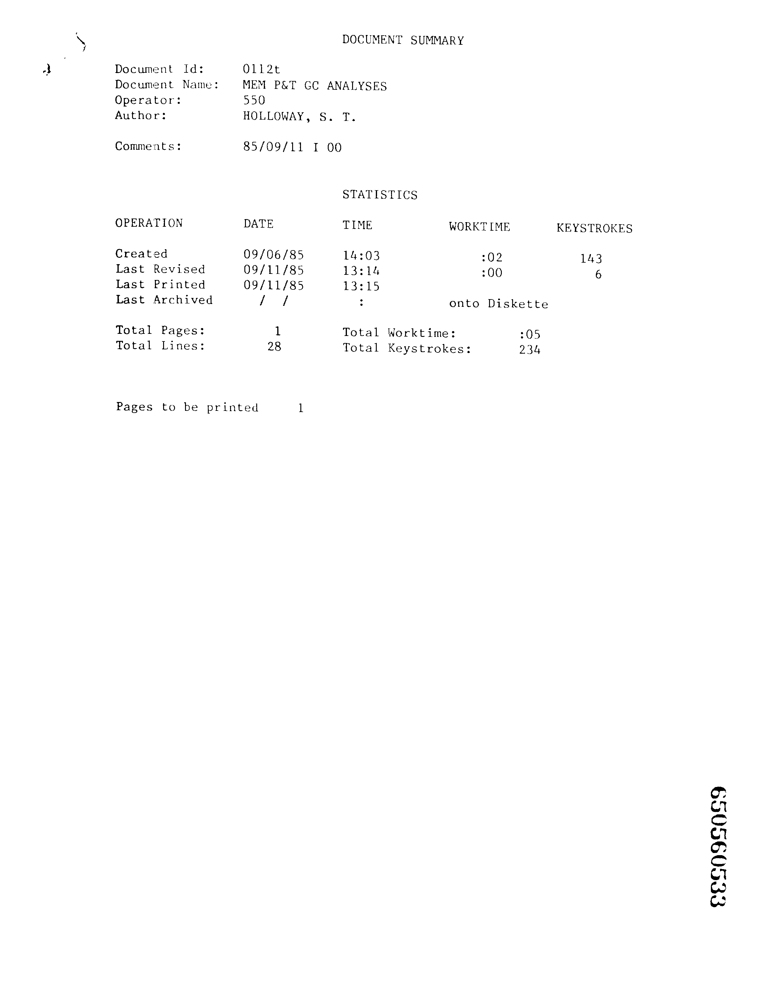 DOCUMENT SUMMARY
Document Id: 0112t
Document Name: MEM P&T GC ANALYSES
Operator: 550
Author: HOLLOWAY, S. T.
Comments: 85/09/11 I 00
STATISTICS
OPERATION DATE TIME WORKTIME KEYSTROKES
Created 09/06/85 14:03 :02 143
Last Revised 09/11/85 13:14 :00 6
Last Printed 09/11/85 13:15
Last Archived / / : onto Diskette
Total Pages: 1 Total Worktime: :05
Total Lines: 28 Total Keystrokes: 234
Pages to be printed 1
650560533